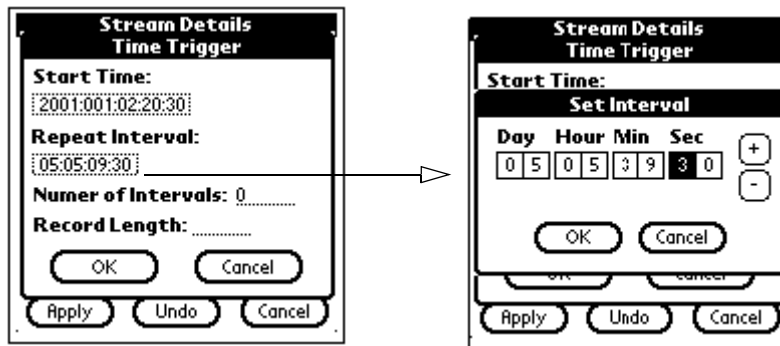 Stream Details
Time Trigger
Start Time:
2001:001:02:20:30
Repeat Interval:
05:05:09:30
Numer of Intervals: 0
Record Length:
OK Cancel
Apply Undo Cancel
Stream Details
Time Trigger
Start Time:
Set Interval
Day Hour Min Sec
0 5 0 5 3 9 3 0
+
-
OK Cancel
OK Cancel
Apply Undo Cancel